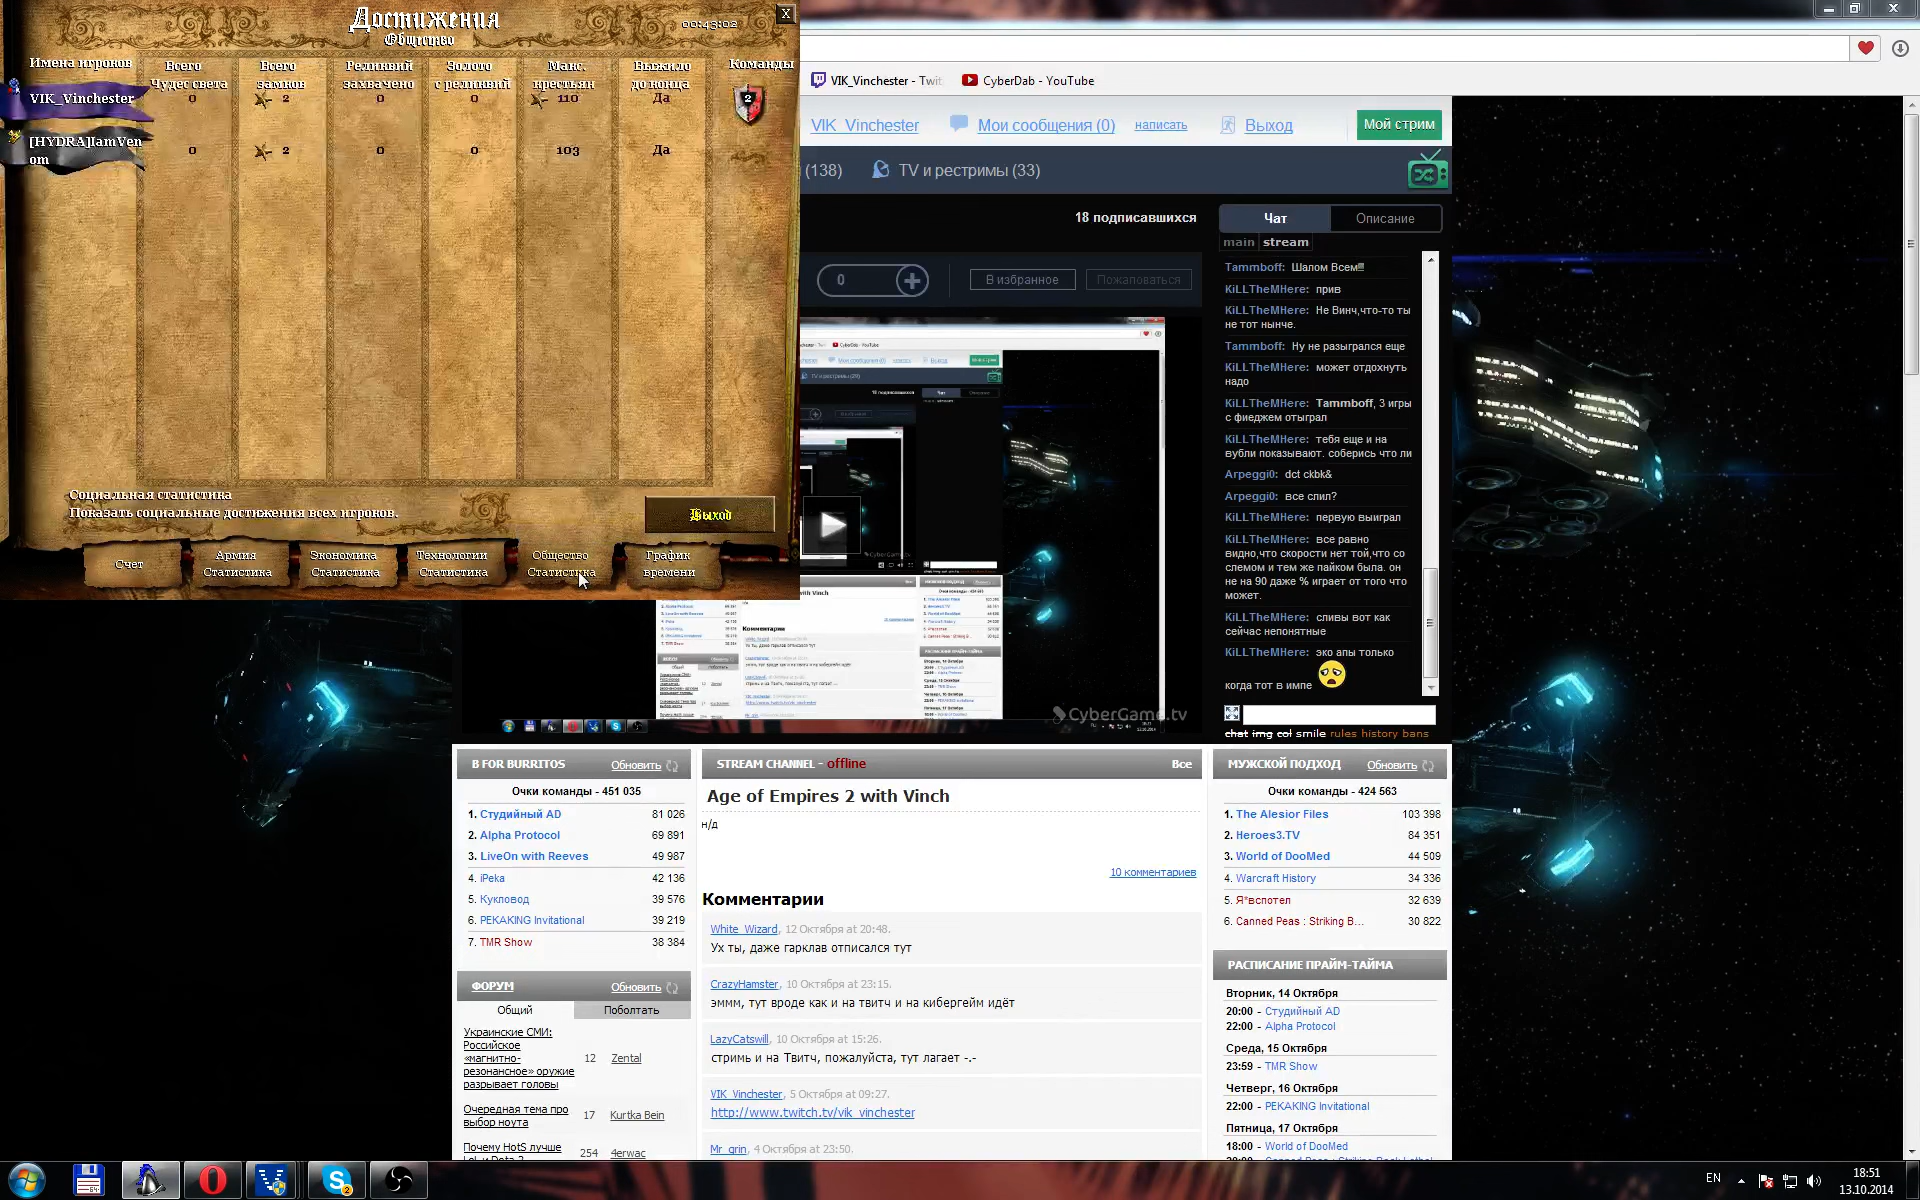 Достижения
Общество
00:43:02
X
Имена игроков
Всего Чудес света
Всего замков
Реликвий захвачено
Золото с реликвий
Макс. крестьян
Выжило до конца
Команды
VIK_Vinchester
0
2
0
0
110
Да
2
[HYDRA]IamVenom
0
2
0
0
103
Да
Социальная статистика
Показать социальные достижения всех игроков.
Выход
Счет
Армия Статистика
Экономика Статистика
Технологии Статистика
Общество Статистика
График времени
VIK_Vinchester - Twit
CyberDab - YouTube
VIK_Vinchester
Мои сообщения (0)
написать
Выход
Мой стрим
(138)
TV и рестримы (33)
18 подписавшихся
0
В избранное
Пожаловаться
Чат
Описание
main
stream
Tammboff: Шалом Всем!!!
KiLLTheMHere: прив
KiLLTheMHere: Не Винч,что-то ты
не тот нынче.
Tammboff: Ну не разыгрался еще
KiLLTheMHere: может отдохнуть
надо
KiLLTheMHere: Tammboff, 3 игры
с фиеджем отыграл
KiLLTheMHere: тебя еще и на
вубли показывают. соберись что ли
Arpeggi0: dct ckbk&
Arpeggi0: все слил?
KiLLTheMHere: первую выиграл
KiLLTheMHere: все равно
видно,что скорости нет той,что со
слемом и тем же пайком была. он
не на 90 даже % играет от того что
может.
KiLLTheMHere: сливы вот как
сейчас непонятные
KiLLTheMHere: эко апы только
когда тот в импе
chat img col smile rules history bans
CyberGame.tv
B FOR BURRITOS
Обновить
Очки команды - 451 035
1. Студийный AD 81 026
2. Alpha Protocol 69 891
3. LiveOn with Reeves 49 987
4. iPeka 42 136
5. Кукловод 39 576
6. PEKAKING Invitational 39 219
7. TMR Show 38 384
ФОРУМ
Обновить
Общий
Поболтать
Украинские СМИ:
Российское
«магнитно-
резонансное» оружие
разрывает головы
12
Zental
Очередная тема про
выбор ноута
17
Kurtka Bein
Почему HotS лучше
254
4erwac
STREAM CHANNEL - offline
Все
Age of Empires 2 with Vinch
н/д
10 комментариев
Комментарии
White_Wizard, 12 Октября at 20:48.
Ух ты, даже гарклав отписался тут
CrazyHamster, 10 Октября at 23:15.
эммм, тут вроде как и на твитч и на кибергейм идёт
LazyCatswill, 10 Октября at 15:26.
стримь и на Твитч, пожалуйста, тут лагает -.-
VIK_Vinchester, 5 Октября at 09:27.
http://www.twitch.tv/vik_vinchester
Mr_grin, 4 Октября at 23:50.
МУЖСКОЙ ПОДХОД
Обновить
Очки команды - 424 563
1. The Alesior Files 103 398
2. Heroes3.TV 84 351
3. World of DooMed 44 509
4. Warcraft History 34 336
5. Я*вспотел 32 639
6. Canned Peas : Striking B... 30 822
РАСПИСАНИЕ ПРАЙМ-ТАЙМА
Вторник, 14 Октября
20:00 - Студийный AD
22:00 - Alpha Protocol
Среда, 15 Октября
23:59 - TMR Show
Четверг, 16 Октября
22:00 - PEKAKING Invitational
Пятница, 17 Октября
18:00 - World of DooMed
EN
18:51
13.10.2014